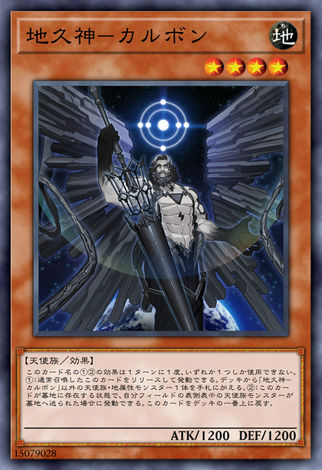 地久神－カルボン
地
［天使族／効果］
このカード名の①②の効果は１ターンに１度、いずれか１つしか使用できない。
①：通常召喚したこのカードをリリースして発動できる。デッキから「地久神－
カルボン」以外の天使族・地属性モンスター１体を手札に加える。②：このカー
ドが墓地に存在する状態で、自分フィールドの表側表示の天使族モンスター
が墓地へ送られた場合に発動できる。このカードをデッキの一番上に戻す。
ATK/1200 DEF/1200
15079028